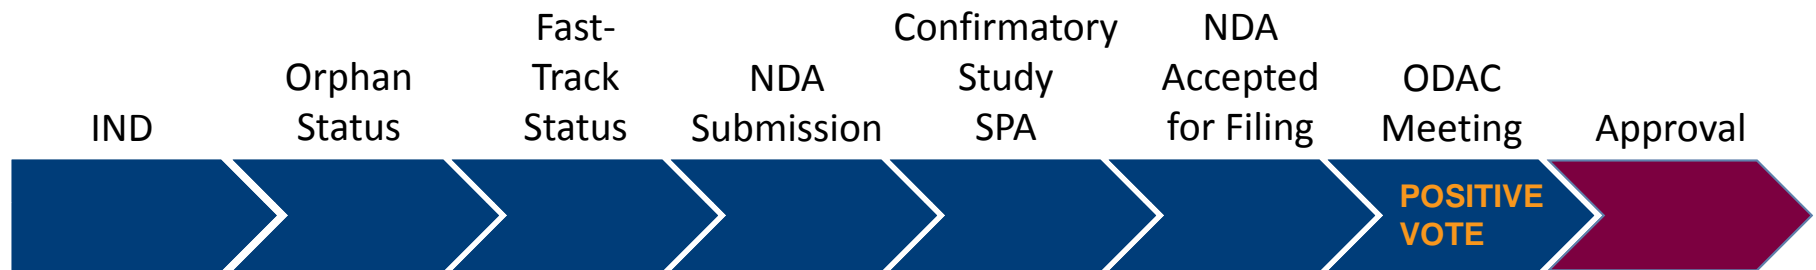 IND
Orphan
Status
Fast-
Track
Status
NDA
Submission
Confirmatory
Study
SPA
NDA
Accepted
for Filing
ODAC
Meeting
Approval
POSITIVE
VOTE